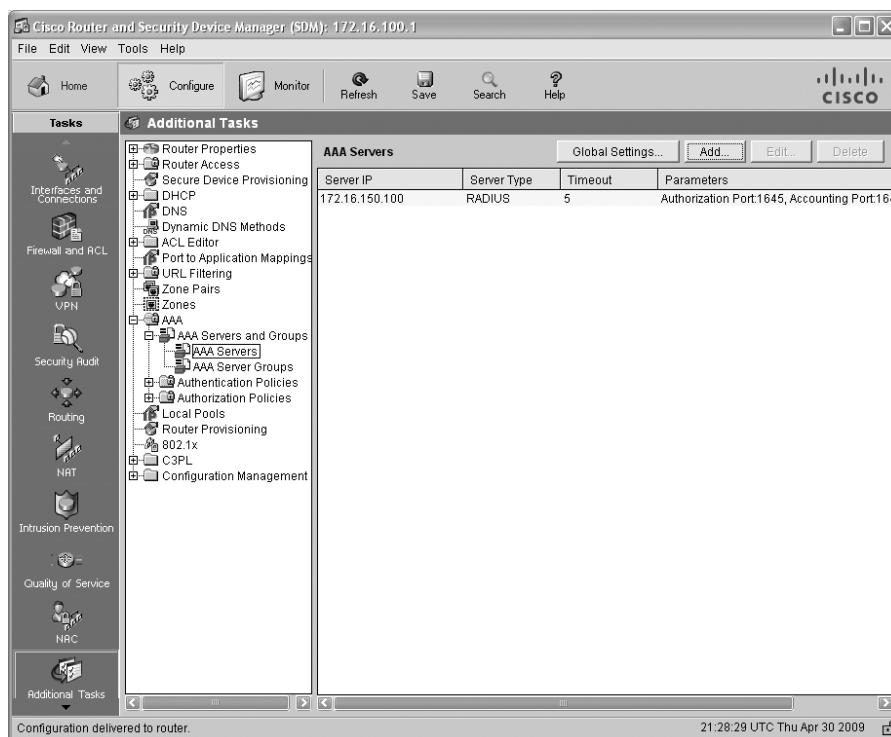 Cisco Router and Security Device Manager (SDM): 172.16.100.1
File Edit View Tools Help
Home
Configure
Monitor
Refresh
Save
Search
Help
CISCO
Tasks
Additional Tasks
Interfaces and Connections
Firewall and ACL
VPN
Security Audit
Routing
NAT
Intrusion Prevention
Quality of Service
NAC
Additional Tasks
Router Properties
Router Access
Secure Device Provisioning
DHCP
DNS
Dynamic DNS Methods
ACL Editor
Port to Application Mappings
URL Filtering
Zone Pairs
Zones
AAA
AAA Servers and Groups
AAA Servers
AAA Server Groups
Authentication Policies
Authorization Policies
Local Pools
Router Provisioning
802.1x
C3PL
Configuration Management
AAA Servers
Global Settings...
Add...
Edit...
Delete
Server IP Server Type Timeout Parameters
172.16.150.100 RADIUS 5 Authorization Port:1645, Accounting Port:164
Configuration delivered to router.
21:28:29 UTC Thu Apr 30 2009